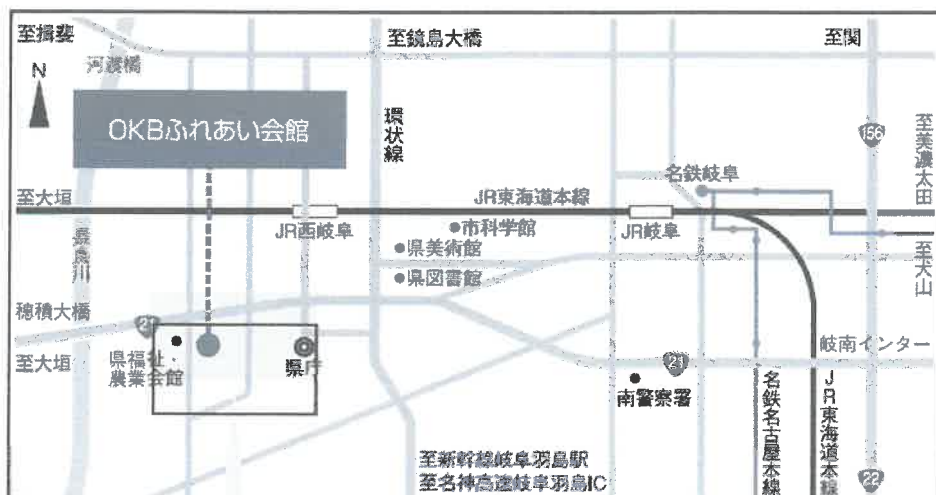 至揖斐
至鏡島大橋
至関
河渡橋
N
OKBふれあい会館
環状線
156
至美濃太田
名鉄岐阜
至大垣
JR東海道本線
JR西岐阜
市科学館
JR岐阜
県美術館
長良川
県図書館
至犬山
穂積大橋
21
至大垣
県福祉・
農業会館
県庁
岐南インター
21
南警察署
名鉄名古屋本線
JR東海道本線
至新幹線岐阜羽島駅
至名神高速岐阜羽島IC
22